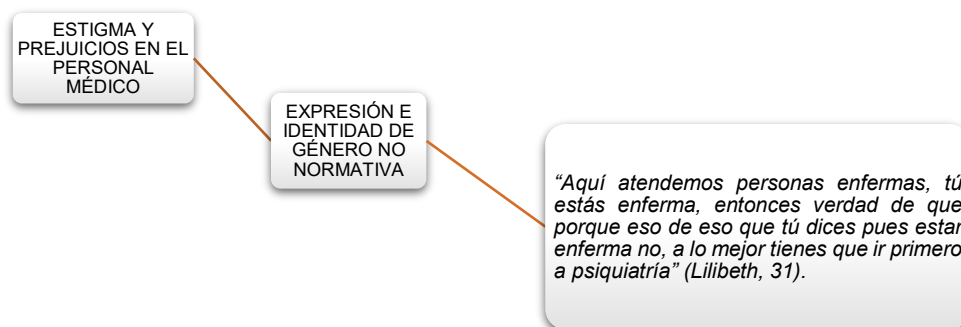 ESTIGMA Y
PREJUICIOS EN EL
PERSONAL
MÉDICO
EXPRESIÓN E
IDENTIDAD DE
GÉNERO NO
NORMATIVA
“Aquí atendemos personas enfermas, tú
estás enferma, entonces verdad de que
porque eso de eso que tú dices pues estar
enferma no, a lo mejor tienes que ir primero
a psiquiatría” (Lilibeth, 31).